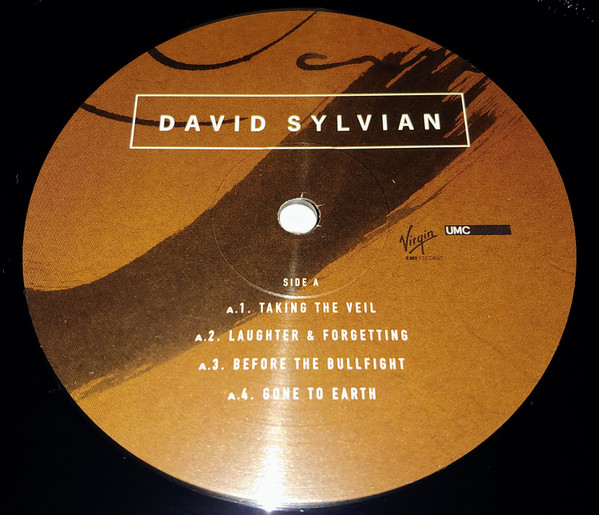 DAVID SYLVIAN
Virgin
EMI RECORDS
UMC
SIDE A
A.1. TAKING THE VEIL
A.2. LAUGHTER & FORGETTING
A.3. BEFORE THE BULLFIGHT
A.4. GONE TO EARTH